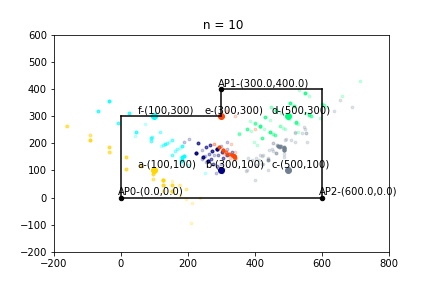 n = 10
600
500
400
300
200
100
0
−100
−200
−200
0
200
400
600
800
AP1-(300.0,400.0)
f-(100,300)
e-(300,300)
d-(500,300)
a-(100,100)
b-(300,100)
c-(500,100)
AP0-(0.0,0.0)
AP2-(600.0,0.0)